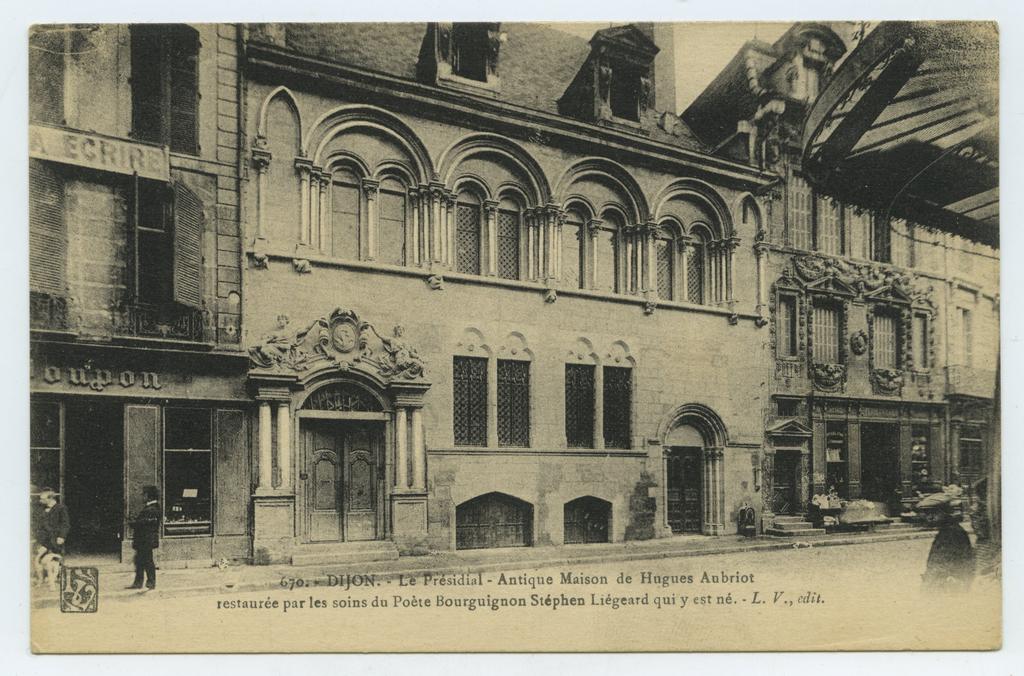 A ECRIRE
oupon
670. - DIJON. - Le Présidial - Antique Maison de Hugues Aubriot
restaurée par les soins du Poète Bourguignon Stéphen Liégeard qui y est né. - L. V., édit.